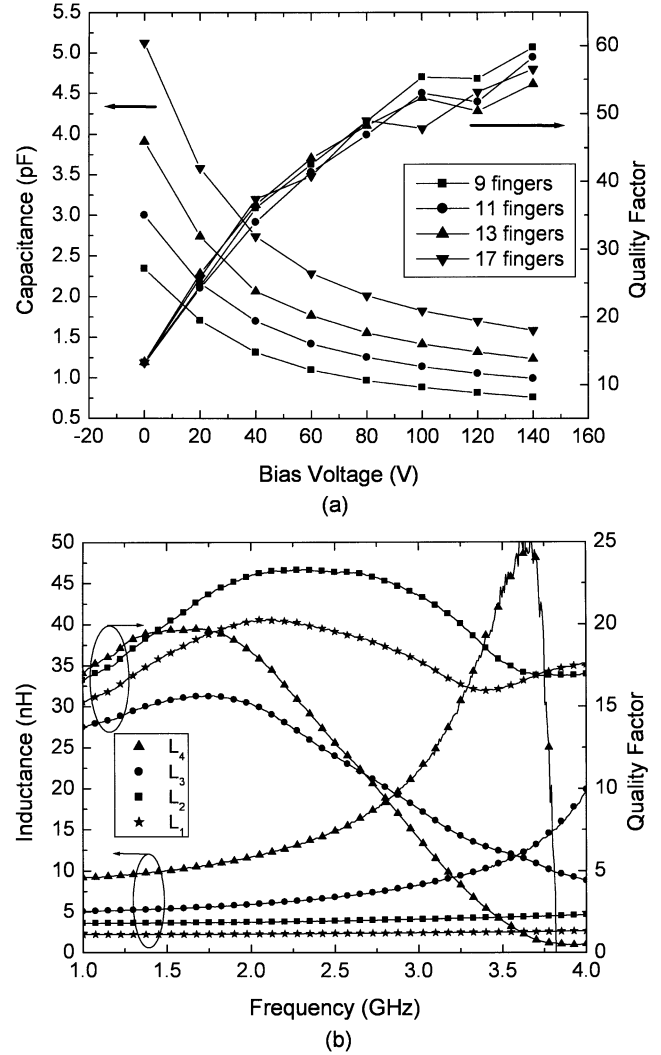 5.5
5.0
4.5
4.0
3.5
3.0
2.5
2.0
1.5
1.0
0.5
Capacitance (pF)
60
50
40
30
20
10
Quality Factor
9 fingers
11 fingers
13 fingers
17 fingers
-20 0 20 40 60 80 100 120 140 160
Bias Voltage (V)
(a)
50
45
40
35
30
25
20
15
10
5
0
Inductance (nH)
25
20
15
10
5
0
Quality Factor
L4
L3
L2
L1
1.0 1.5 2.0 2.5 3.0 3.5 4.0
Frequency (GHz)
(b)